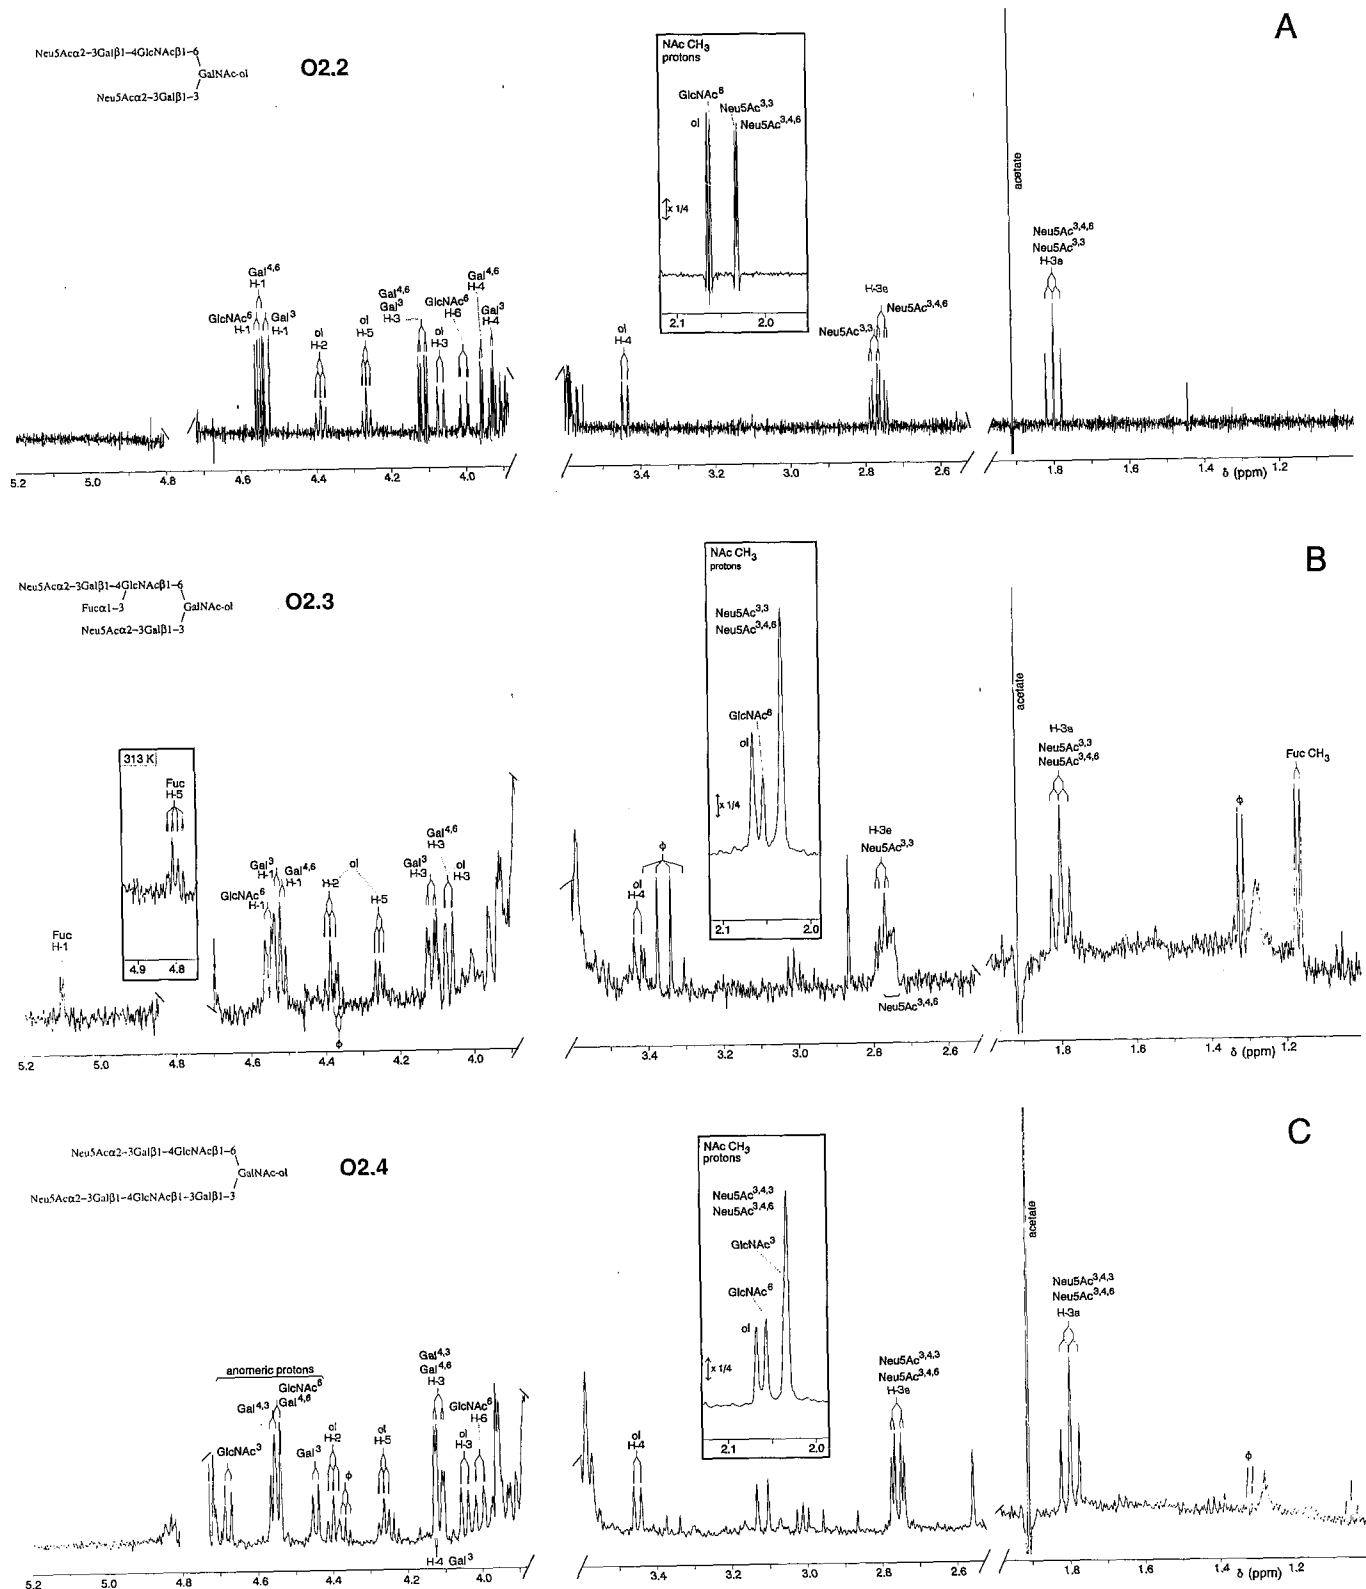 A
Neu5Acα2-3Galβ1-4GlcNAcβ1-6
GalNAc-ol
Neu5Acα2-3Galβ1-3
O2.2
NAc CH3
protons
GlcNAc6
Neu5Ac3,3
ol
Neu5Ac3,4,6
x 1/4
2.1 2.0
acetate
Neu5Ac3,4,6
Neu5Ac3,3
H-3a
Gal4,6
H-1
GlcNAc6
H-1
Gal3
H-1
ol
H-2
ol
H-5
Gal4,6
Gal3
H-3
ol
H-3
GlcNAc6
H-6
Gal4,6
H-4
Gal3
H-4
ol
H-4
H-3e
Neu5Ac3,3
Neu5Ac3,4,6
5.2 5.0 4.8 4.6 4.4 4.2 4.0 3.2 3.0 2.8 2.6 1.8 1.6 1.4 δ (ppm) 1.2
B
Neu5Acα2-3Galβ1-4GlcNAcβ1-6
Fucα1-3
GalNAc-ol
Neu5Acα2-3Galβ1-3
O2.3
NAc CH3
protons
Neu5Ac3,3
Neu5Ac3,4,6
GlcNAc6
ol
x 1/4
2.1 2.0
acetate
H-3a
Neu5Ac3,3
Neu5Ac3,4,6
Fuc CH3
ϕ
313 K
Fuc
H-5
4.9 4.8
Fuc
H-1
GlcNAc6
H-1
Gal3
H-1
Gal4,6
H-1
ol
H-2
H-5
ϕ
Gal3
H-3
Gal4,6
H-3
ol
H-3
ol
H-4
ϕ
H-3e
Neu5Ac3,3
Neu5Ac3,4,6
5.2 5.0 4.8 4.6 4.4 4.2 4.0 3.4 3.2 3.0 2.8 2.6 1.8 1.6 1.4 δ (ppm) 1.2
C
Neu5Acα2-3Galβ1-4GlcNAcβ1-6
GalNAc-ol
Neu5Acα2-3Galβ1-4GlcNAcβ1-3Galβ1-3
O2.4
NAc CH3
protons
Neu5Ac3,4,3
Neu5Ac3,4,6
GlcNAc3
GlcNAc6
ol
x 1/4
2.1 2.0
acetate
Neu5Ac3,4,3
Neu5Ac3,4,6
H-3a
ϕ
anomeric protons
GlcNAc6
Gal4,3
Gal4,6
GlcNAc3
Gal3
ol
H-2
ϕ
ol
H-5
Gal4,3
Gal4,6
H-3
H-4 Gal3
ol
H-3
GlcNAc6
H-6
ol
H-4
Neu5Ac3,4,3
Neu5Ac3,4,6
H-3e
5.2 5.0 4.8 4.6 4.4 4.2 4.0 3.4 3.2 3.0 2.8 2.6 1.8 1.6 1.4 δ (ppm) 1.2